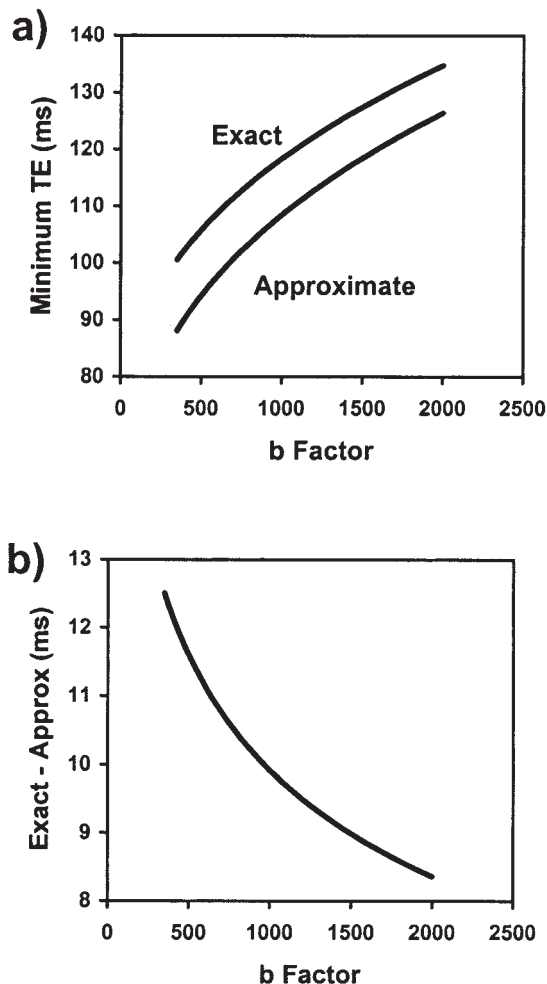 a)
Minimum TE (ms)
140
130
120
110
100
90
80
Exact
Approximate
0 500 1000 1500 2000 2500
b Factor
b)
Exact - Approx (ms)
13
12
11
10
9
8
0 500 1000 1500 2000 2500
b Factor